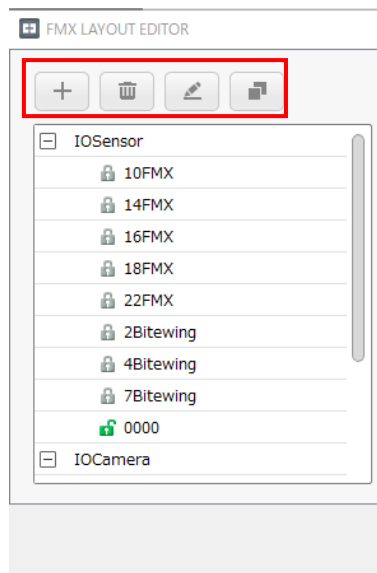 FMX LAYOUT EDITOR
IOSensor
10FMX
14FMX
16FMX
18FMX
22FMX
2Bitewing
4Bitewing
7Bitewing
0000
IOCamera